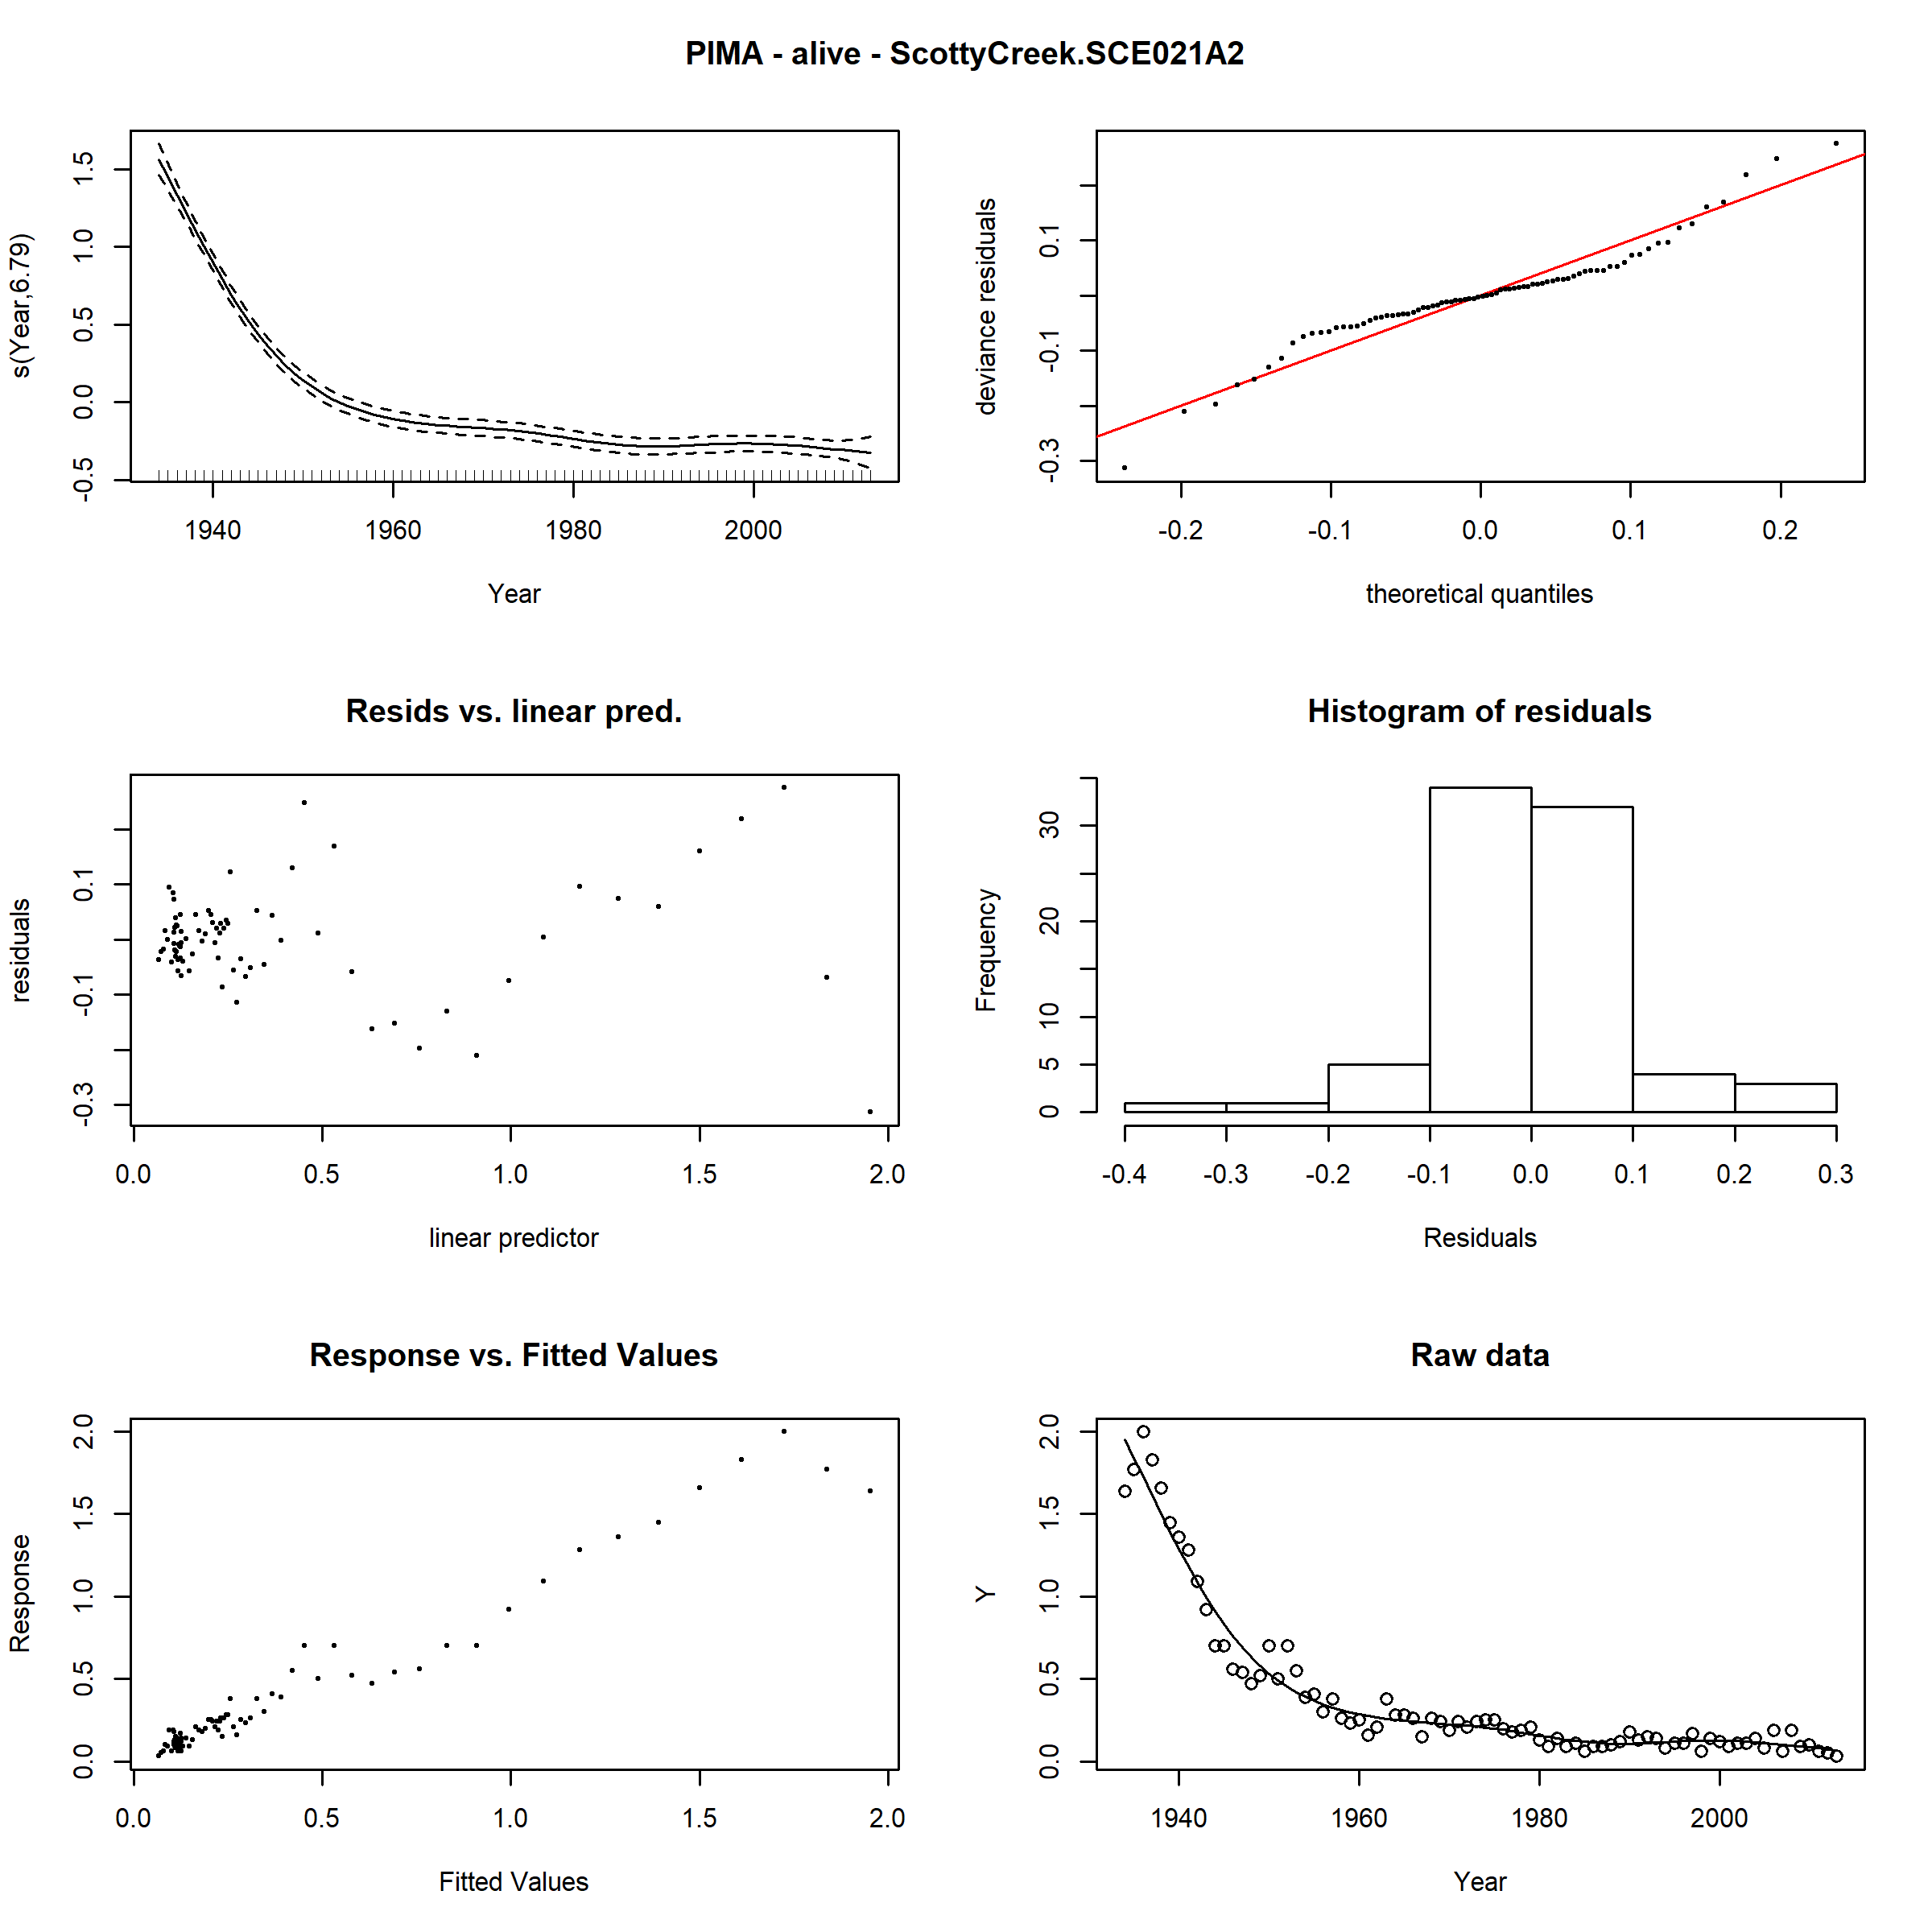 PIMA - alive - ScottyCreek.SCE021A2
s(Year,6.79)
1.5
1.0
0.5
0.0
-0.5
1940 1960 1980 2000
Year
deviance residuals
0.1
-0.1
-0.3
-0.2 -0.1 0.0 0.1 0.2
theoretical quantiles
Resids vs. linear pred.
residuals
0.1
-0.1
-0.3
0.0 0.5 1.0 1.5 2.0
linear predictor
Histogram of residuals
Frequency
30
20
10
5
0
-0.4 -0.3 -0.2 -0.1 0.0 0.1 0.2 0.3
Residuals
Response vs. Fitted Values
Response
2.0
1.5
1.0
0.5
0.0
0.0 0.5 1.0 1.5 2.0
Fitted Values
Raw data
Y
2.0
1.5
1.0
0.5
0.0
1940 1960 1980 2000
Year